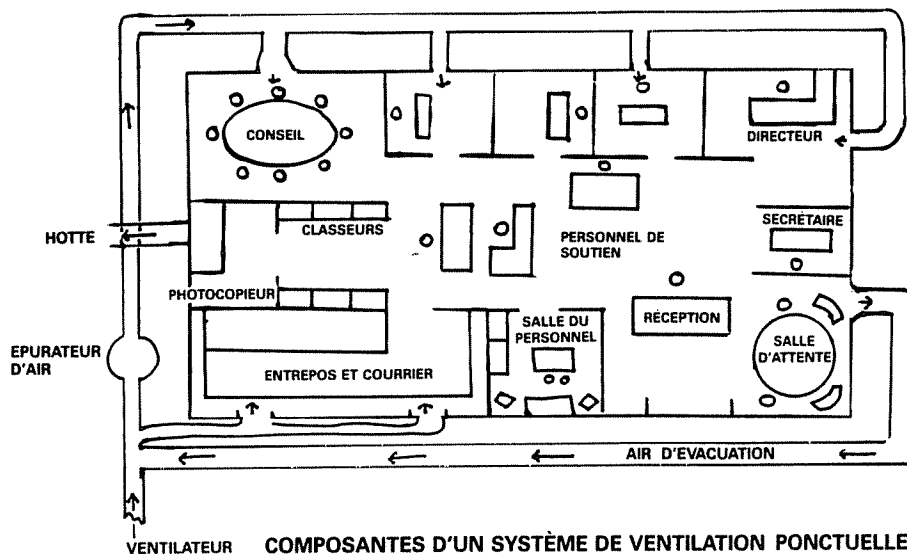 CONSEIL
DIRECTEUR
HOTTE
CLASSEURS
PERSONNEL DE
SOUTIEN
SECRÉTAIRE
PHOTOCOPIEUR
SALLE DU
PERSONNEL
RÉCEPTION
SALLE
D'ATTENTE
EPURATEUR
D'AIR
ENTREPOS ET COURRIER
AIR D'EVACUATION
VENTILATEUR
COMPOSANTES D'UN SYSTÈME DE VENTILATION PONCTUELLE